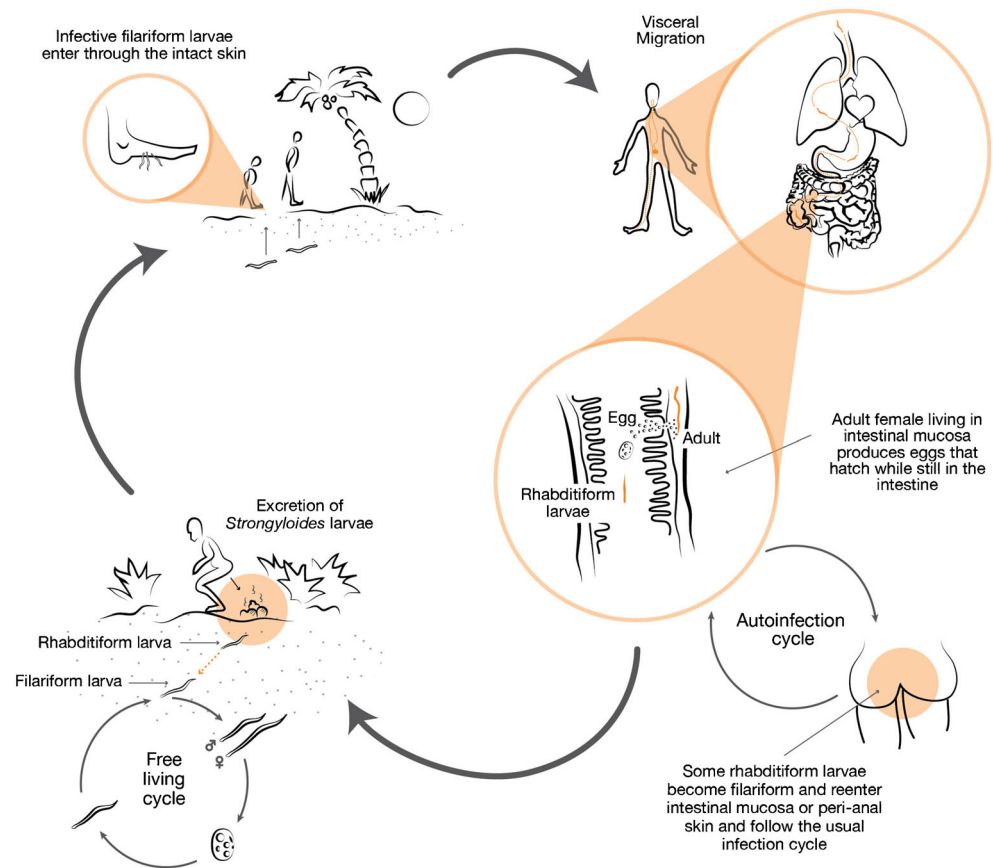 Infective filariform larvae
enter through the intact skin
Visceral
Migration
Egg
Adult
Rhabditiform
larvae
Adult female living in
intestinal mucosa
produces eggs that
hatch while still in the
intestine
Autoinfection
cycle
Some rhabditiform larvae
become filariform and reenter
intestinal mucosa or peri-anal
skin and follow the usual
infection cycle
Excretion of
Strongyloides larvae
Rhabditiform larva
Filariform larva
♂
♀
Free
living
cycle